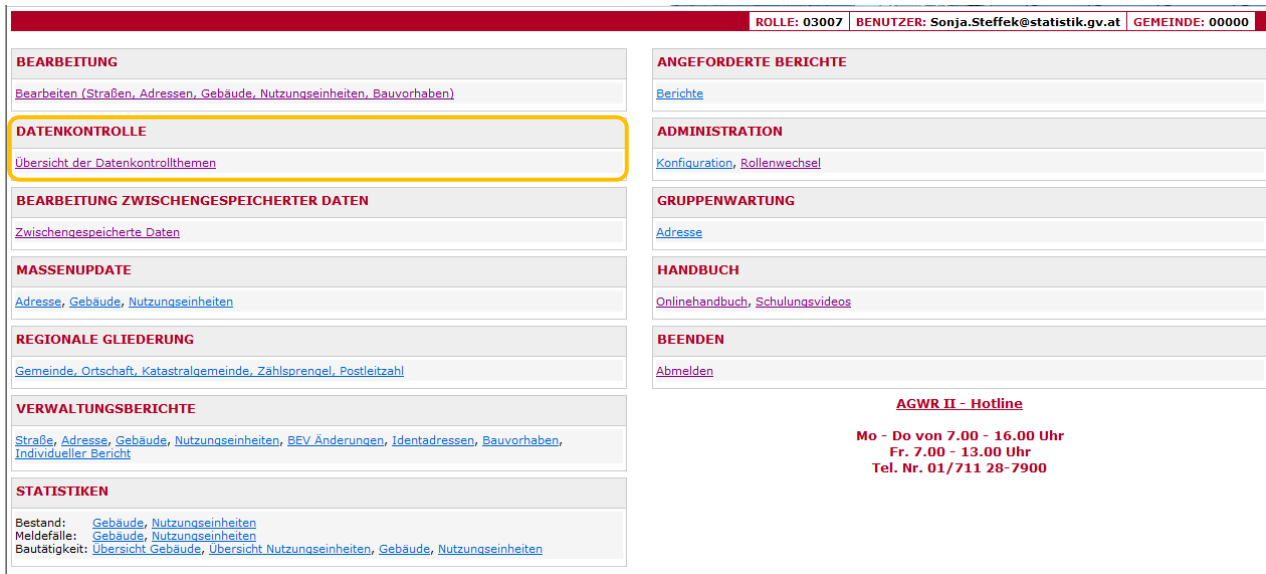 ROLLE: 03007 BENUTZER: Sonja.Steffek@statistik.gv.at GEMEINDE: 00000
BEARBEITUNG
Bearbeiten (Straßen, Adressen, Gebäude, Nutzungseinheiten, Bauvorhaben)
DATENKONTROLLE
Übersicht der Datenkontrollthemen
BEARBEITUNG ZWISCHENGESPEICHERTER DATEN
Zwischengespeicherte Daten
MASSENUPDATE
Adresse, Gebäude, Nutzungseinheiten
REGIONALE GLIEDERUNG
Gemeinde, Ortschaft, Katastralgemeinde, Zählsprengel, Postleitzahl
VERWALTUNGSBERICHTE
Straße, Adresse, Gebäude, Nutzungseinheiten, BEV Änderungen, Identadressen, Bauvorhaben,
Individueller Bericht
STATISTIKEN
Bestand: Gebäude, Nutzungseinheiten
Meldefälle: Gebäude, Nutzungseinheiten
Bautätigkeit: Übersicht Gebäude, Übersicht Nutzungseinheiten, Gebäude, Nutzungseinheiten
ANGEFORDERTE BERICHTE
Berichte
ADMINISTRATION
Konfiguration, Rollenwechsel
GRUPPENWARTUNG
Adresse
HANDBUCH
Onlinehandbuch, Schulungsvideos
BEENDEN
Abmelden
AGWR II - Hotline
Mo - Do von 7.00 - 16.00 Uhr
Fr. 7.00 - 13.00 Uhr
Tel. Nr. 01/711 28-7900